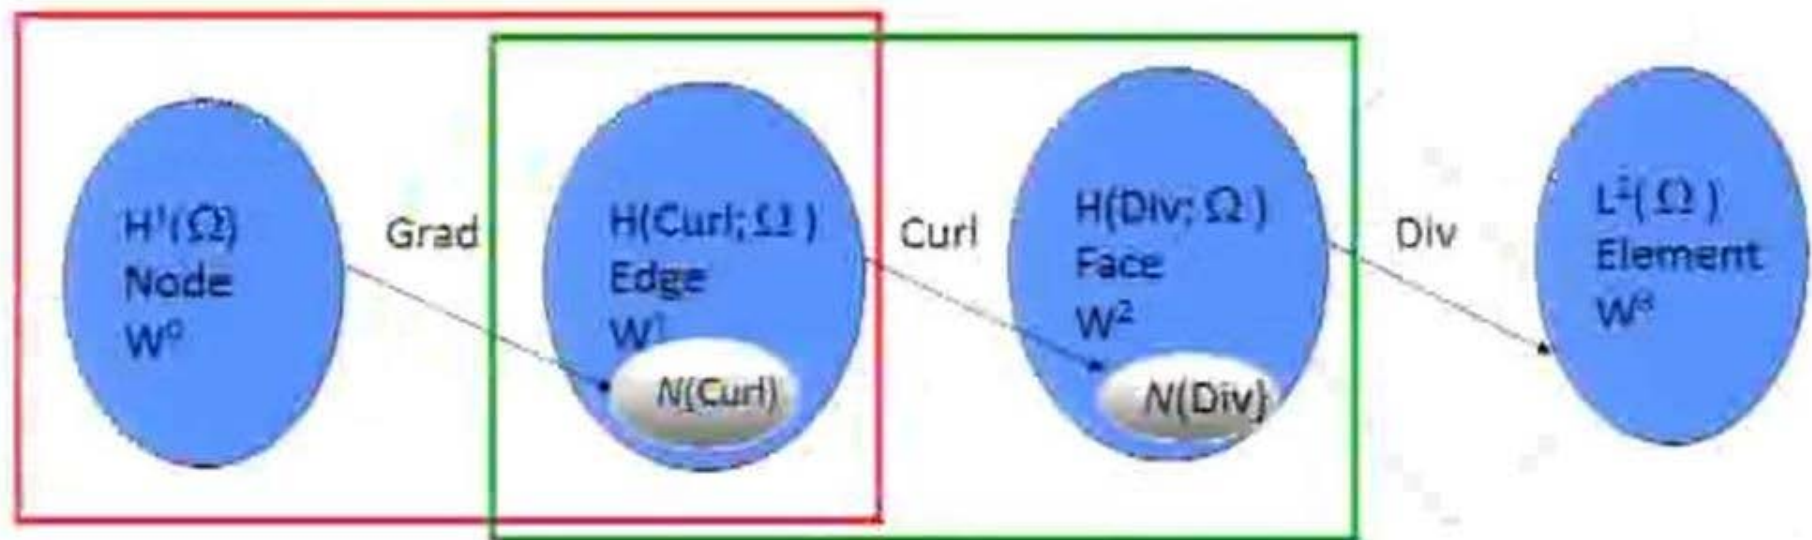 H¹(Ω)
Node
W⁰
Grad
H(Curl; Ω )
Edge
W¹
N(Curl)
Curl
H(Div; Ω )
Face
W²
N(Div)
Div
L²( Ω )
Element
W³